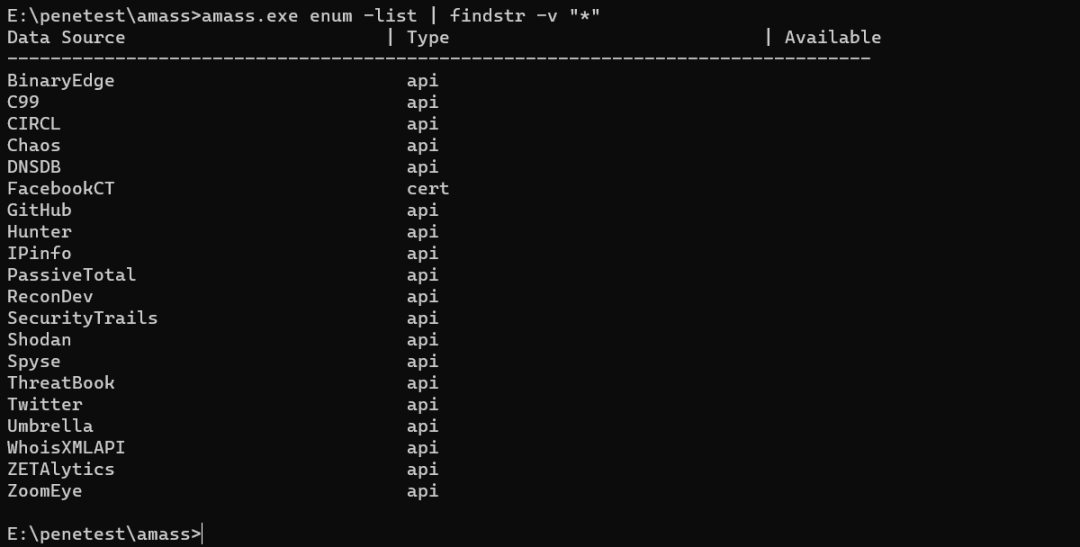 E:\penetest\amass>amass.exe enum -list | findstr -v "*"
Data Source | Type | Available
--------------------------------------------------------------------------------
BinaryEdge api
C99 api
CIRCL api
Chaos api
DNSDB api
FacebookCT cert
GitHub api
Hunter api
IPinfo api
PassiveTotal api
ReconDev api
SecurityTrails api
Shodan api
Spyse api
ThreatBook api
Twitter api
Umbrella api
WhoisXMLAPI api
ZETAlytics api
ZoomEye api
E:\penetest\amass>